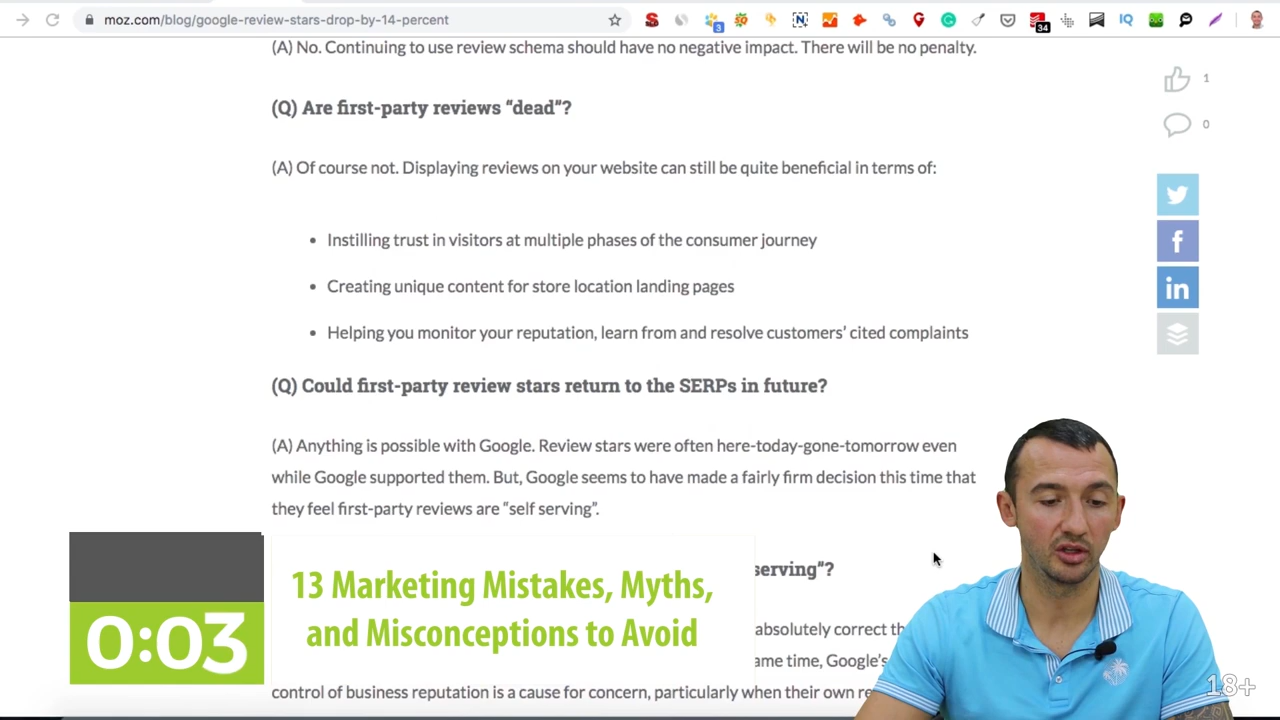 moz.com/blog/google-review-stars-drop-by-14-percent
3
34
IQ
(A) No. Continuing to use review schema should have no negative impact. There will be no penalty.
1
(Q) Are first-party reviews “dead”?
0
(A) Of course not. Displaying reviews on your website can still be quite beneficial in terms of:
• Instilling trust in visitors at multiple phases of the consumer journey
• Creating unique content for store location landing pages
• Helping you monitor your reputation, learn from and resolve customers’ cited complaints
(Q) Could first-party review stars return to the SERPs in future?
(A) Anything is possible with Google. Review stars were often here-today-gone-tomorrow even
while Google supported them. But, Google seems to have made a fairly firm decision this time that
they feel first-party reviews are “self serving”.
serving“?
absolutely correct
ame time, Google’s
control of business reputation is a cause for concern, particularly when their own
0:03
13 Marketing Mistakes, Myths,
and Misconceptions to Avoid
18+